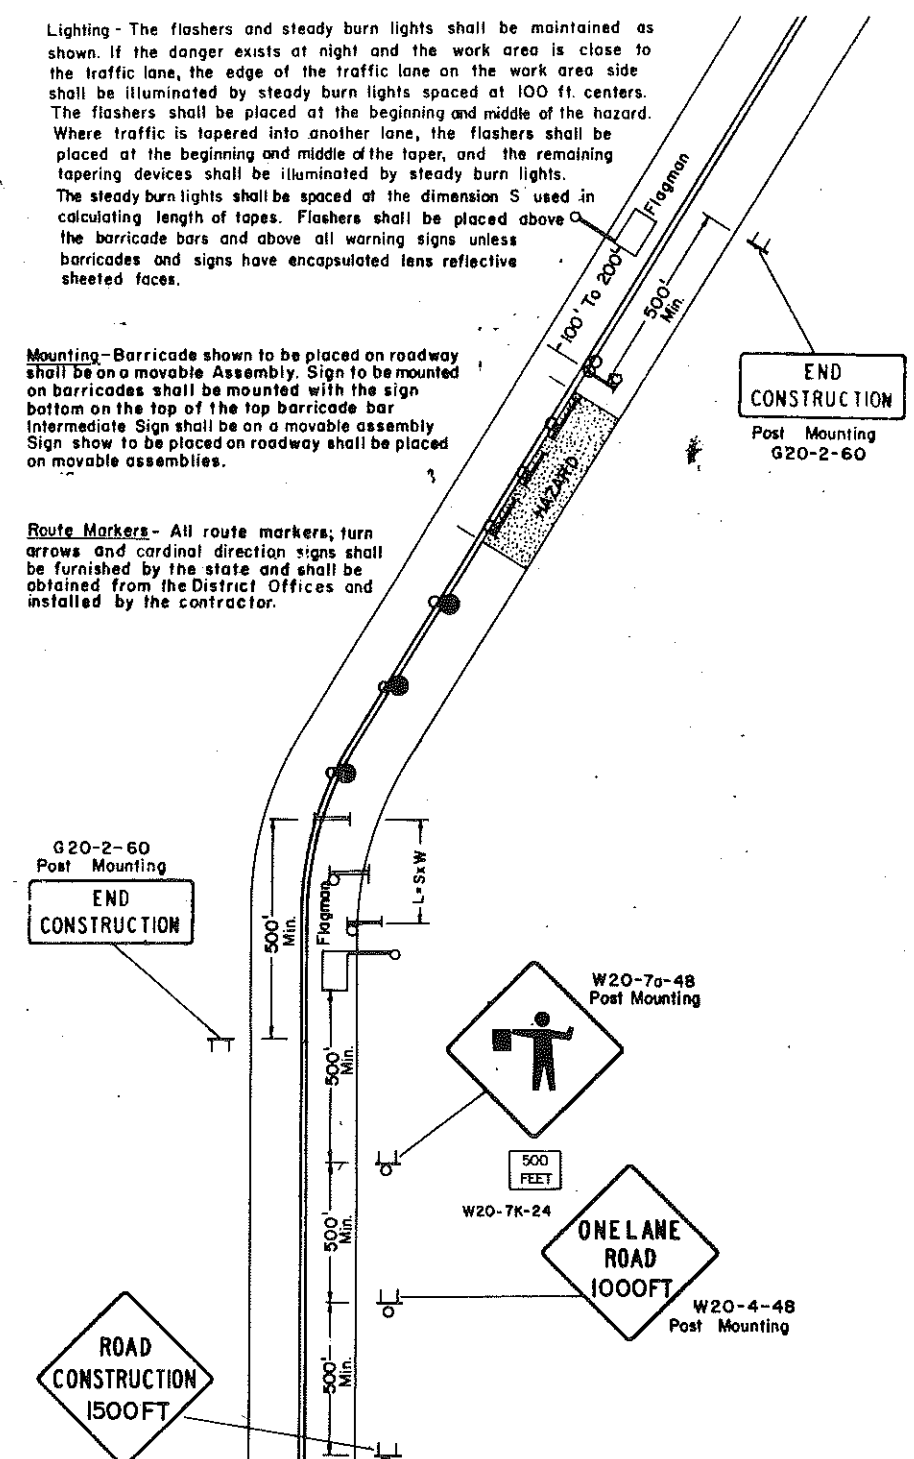 Lighting - The flashers and steady burn lights shall be maintained as
shown. If the danger exists at night and the work area is close to
the traffic lane, the edge of the traffic lane on the work area side
shall be illuminated by steady burn lights spaced at 100 ft. centers.
The flashers shall be placed at the beginning and middle of the hazard.
Where traffic is tapered into another lane, the flashers shall be
placed at the beginning and middle of the taper, and the remaining
tapering devices shall be illuminated by steady burn lights.
The steady burn lights shall be spaced at the dimension S used in
calculating length of tapes. Flashers shall be placed above
the barricade bars and above all warning signs unless
barricades and signs have encapsulated lens reflective
sheeted faces.
Flagman
100' To 200'
500'
Min.
Mounting-Barricade shown to be placed on roadway
shall be on a movable Assembly. Sign to be mounted
on barricades shall be mounted with the sign
bottom on the top of the top barricade bar
Intermediate Sign shall be on a movable assembly
Sign show to be placed on roadway shall be placed
on movable assemblies.
END
CONSTRUCTION
Post Mounting
G20-2-60
HAZARD
Route Markers- All route markers; turn
arrows and cardinal direction signs shall
be furnished by the state and shall be
obtained from the District Offices and
installed by the contractor.
G20-2-60
Post Mounting
END
CONSTRUCTION
500'
Min.
Flagman
L=SxW
W20-7a-48
Post Mounting
500'
Min.
500
FEET
W20-7K-24
500'
Min.
ONE LANE
ROAD
1000FT
W20-4-48
Post Mounting
500'
Min.
ROAD
CONSTRUCTION
1500FT